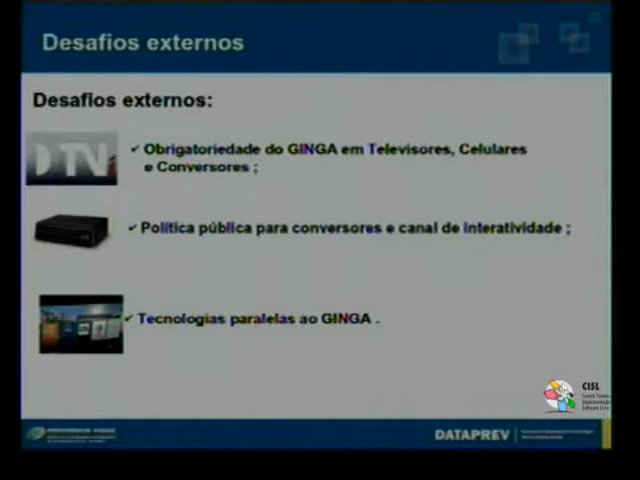 Desafios externos
Desafios externos:
DTV
✓ Obrigatoriedade do GINGA em Televisores, Celulares
e Conversores ;
✓ Política pública para conversores e canal de interatividade ;
✓ Tecnologias paralelas ao GINGA .
CISL
DATAPREV